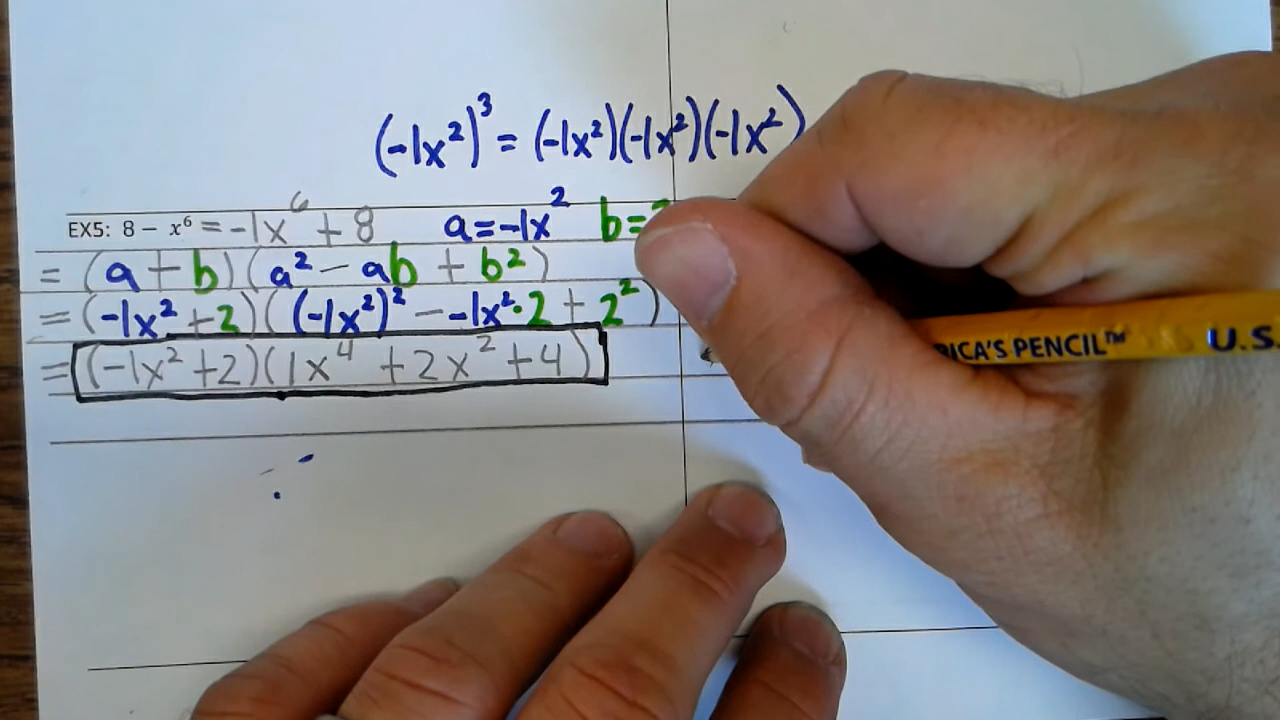 (-1x²)³ = (-1x²)(-1x²)(-1x²)
EX5: 8 – x⁶ = -1x⁶ + 8 a = -1x² b =
= (a + b)(a² - ab + b²)
= (-1x² + 2)((-1x²)² - -1x²·2 + 2²)
= (-1x² + 2)(1x⁴ + 2x² + 4)
PENCIL™ U.S.